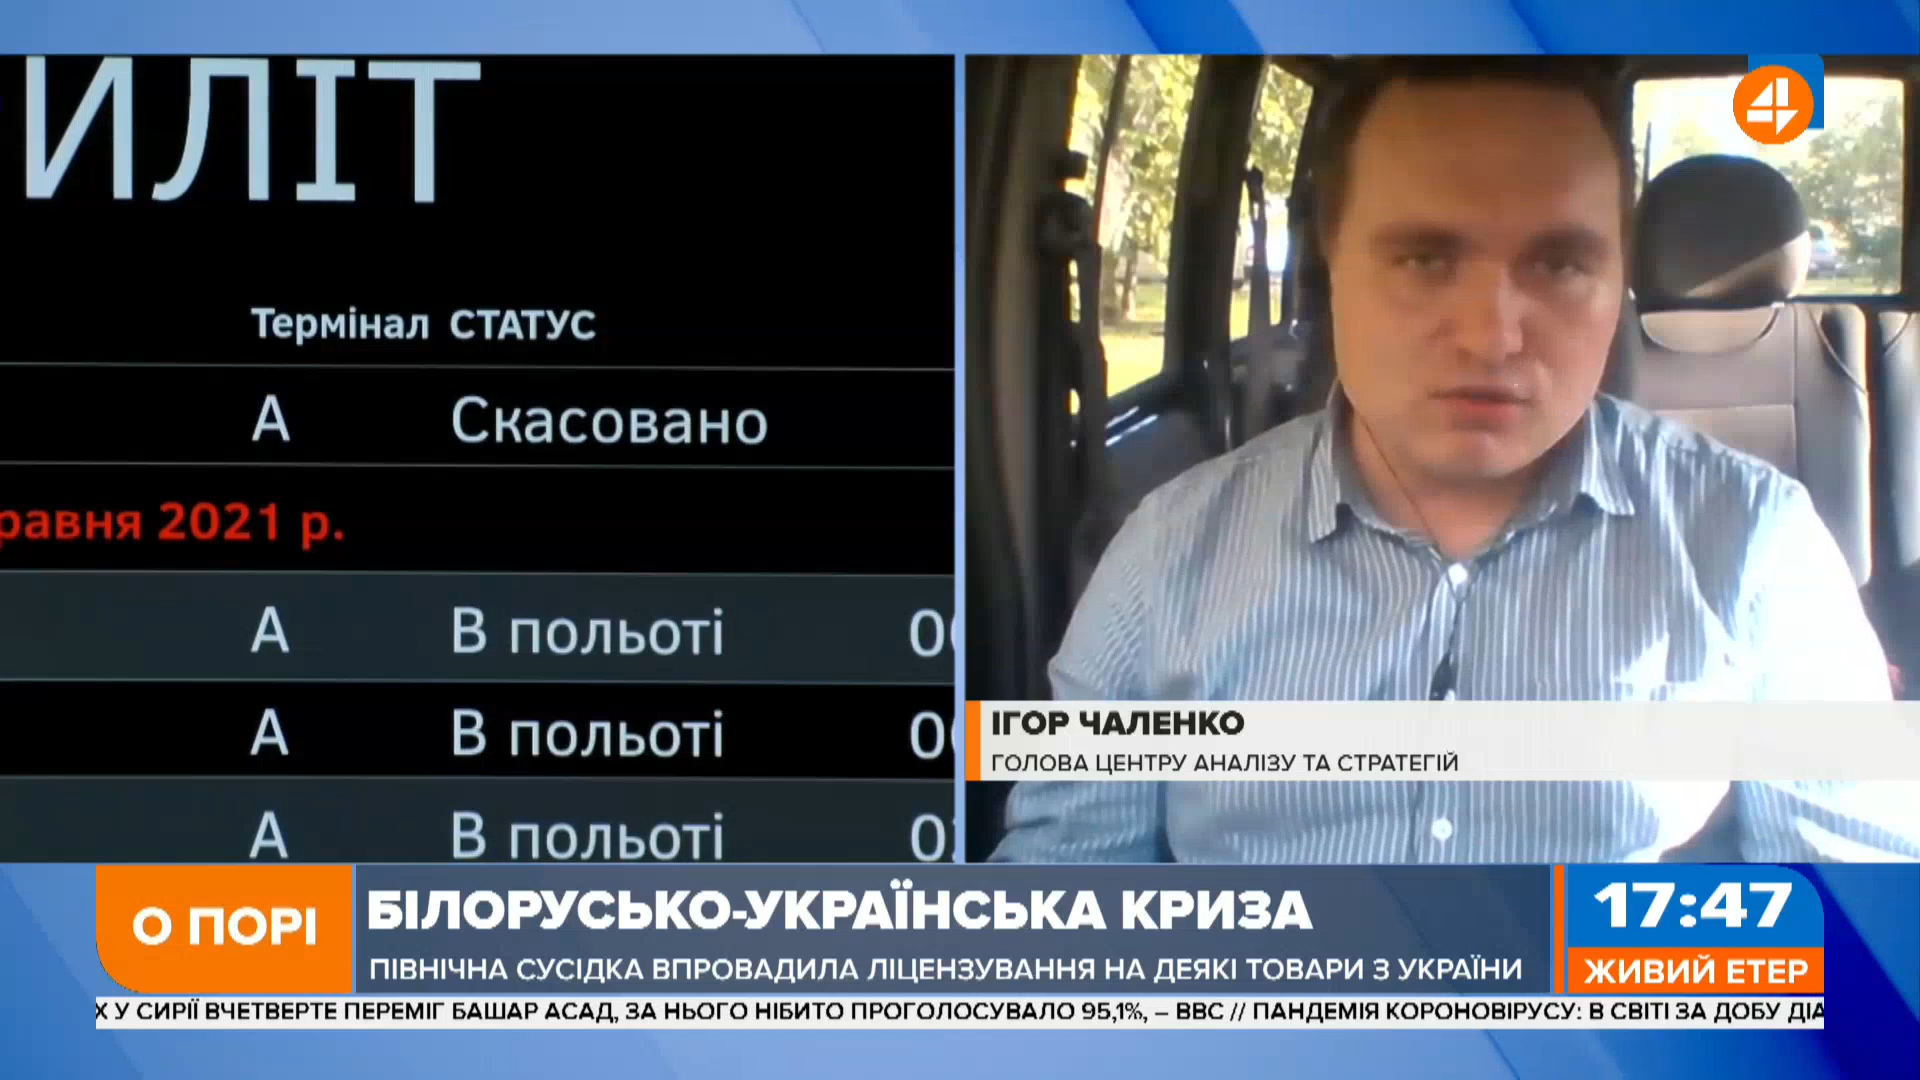 ИЛІТ
Термінал СТАТУС
А Скасовано
равня 2021 р.
А В польоті
А В польоті
А В польоті
4
ІГОР ЧАЛЕНКО
ГОЛОВА ЦЕНТРУ АНАЛІЗУ ТА СТРАТЕГІЙ
О ПОРІ
БІЛОРУСЬКО-УКРАЇНСЬКА КРИЗА
ПІВНІЧНА СУСІДКА ВПРОВАДИЛА ЛІЦЕНЗУВАННЯ НА ДЕЯКІ ТОВАРИ З УКРАЇНИ
17:47
ЖИВИЙ ЕТЕР
Х У СИРІЇ ВЧЕТВЕРТЕ ПЕРЕМІГ БАШАР АСАД, ЗА НЬОГО НІБИТО ПРОГОЛОСУВАЛО 95,1%, – BBC // ПАНДЕМІЯ КОРОНОВІРУСУ: В СВІТІ ЗА ДОБУ ДІА